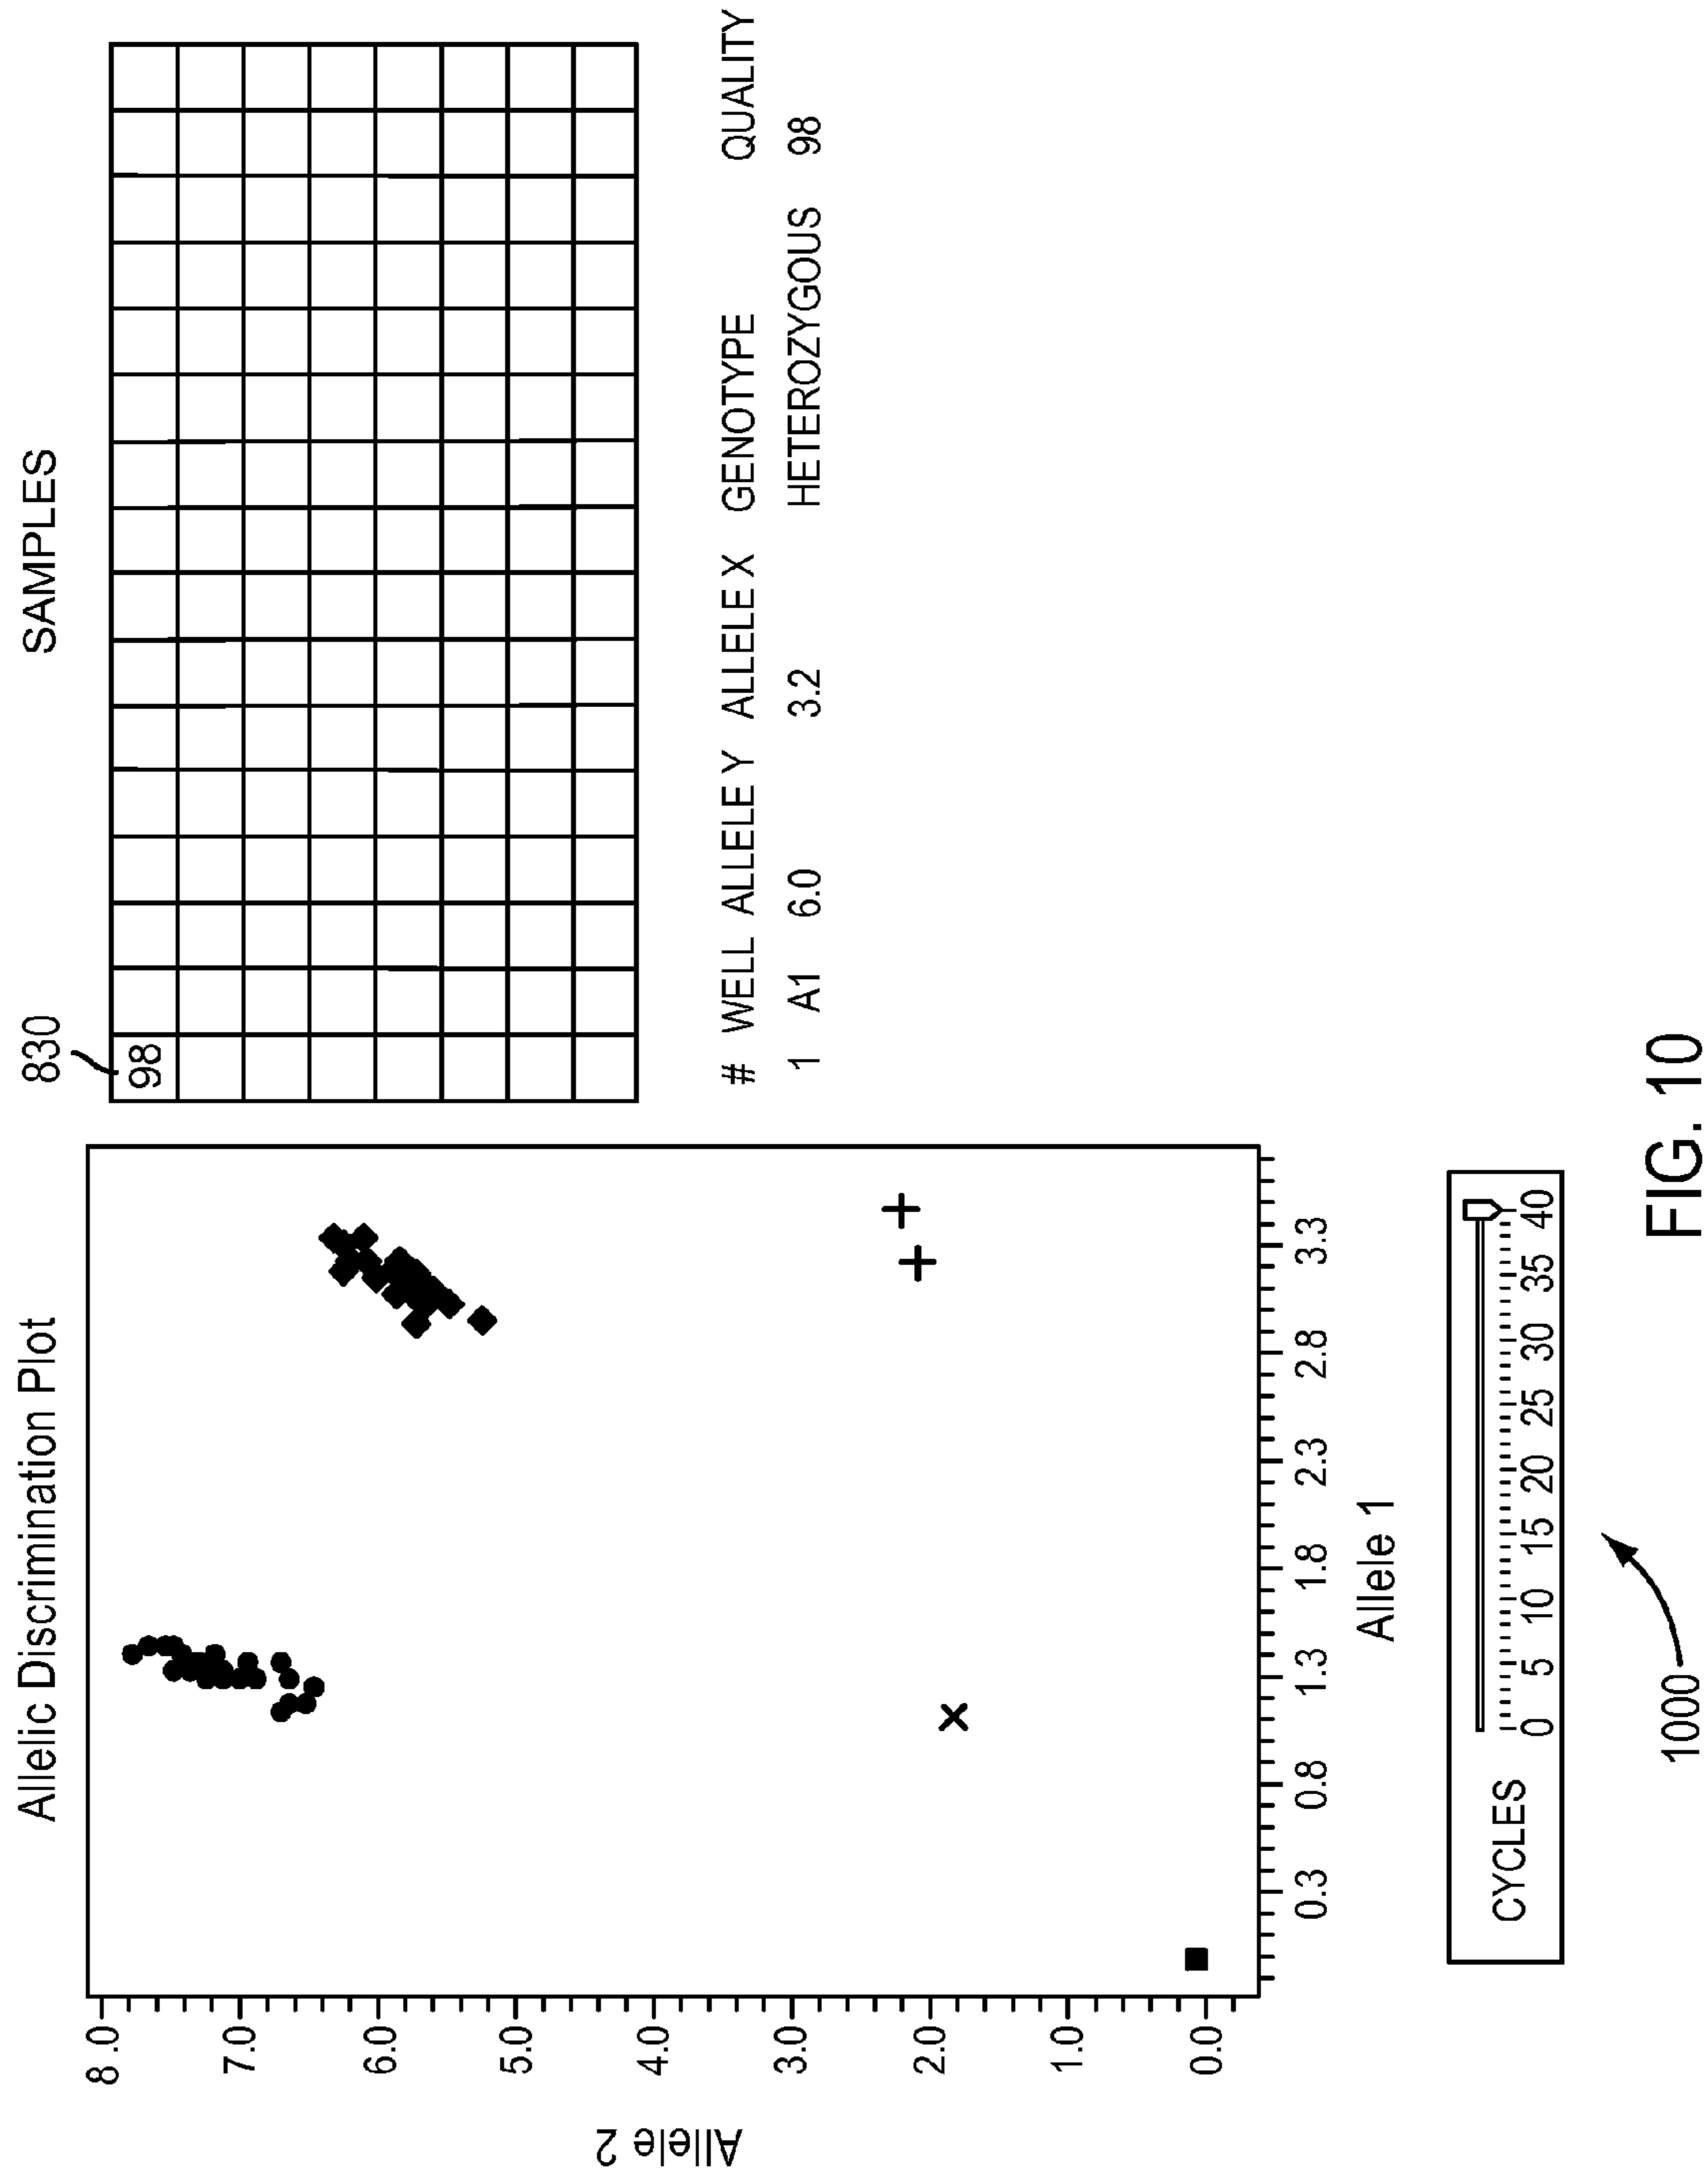 Allelic Discrimination Plot
Allele 2
8.0
7.0
6.0
5.0
4.0
3.0
2.0
1.0
0.0
0.3 0.8 1.3 1.8 2.3 2.8 3.3
Allele 1
CYCLES
0 5 10 15 20 25 30 35 40
1000
SAMPLES
830
98
# WELL ALLELE Y ALLELE X GENOTYPE QUALITY
1 A1 6.0 3.2 HETEROZYGOUS 98
FIG. 10